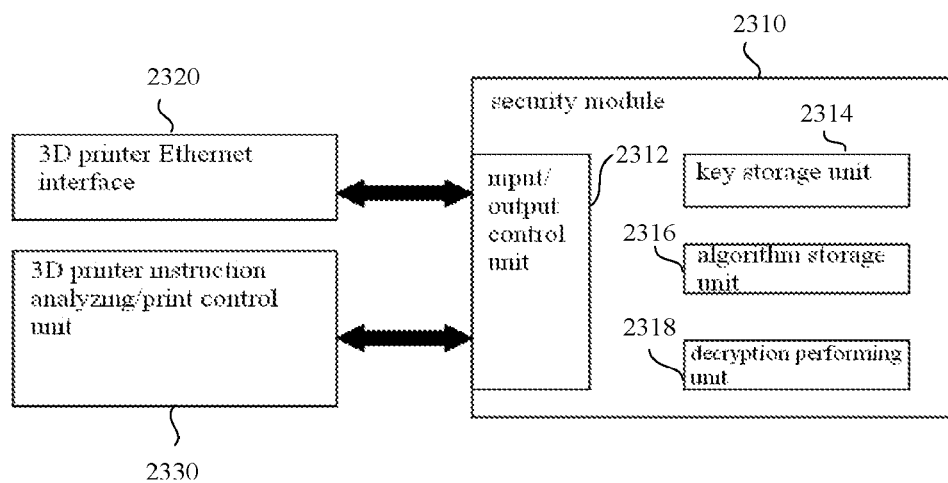 2310
2320
security module
2314
3D printer Ethernet
interface
2312
input/
output
control
unit
key storage unit
2316
algorithm storage
unit
3D printer instruction
analyzing/print control
unit
2318
decryption performing
unit
2330